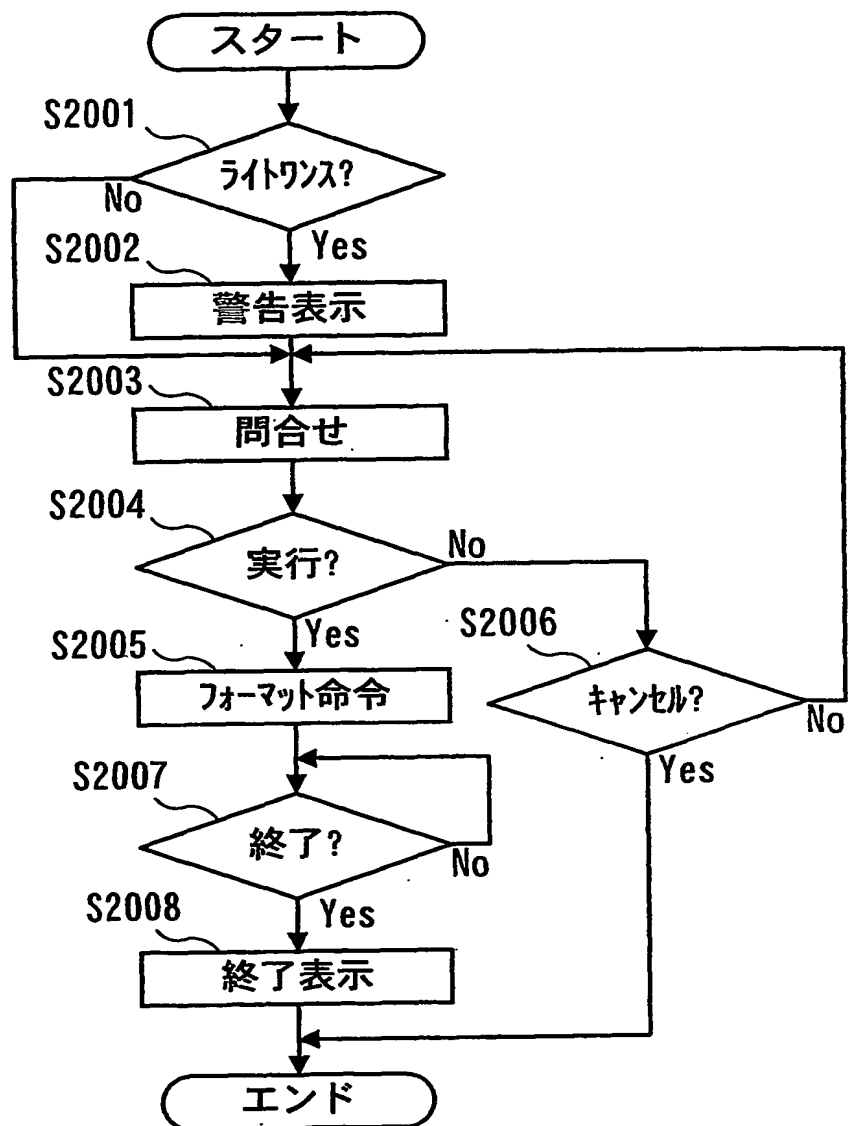 スタート
S2001
ライトワンス?
No
Yes
S2002
警告表示
S2003
問合せ
S2004
実行?
No
Yes
S2005
S2006
フォーマット命令
キャンセル?
No
Yes
S2007
終了?
No
S2008
Yes
終了表示
エンド